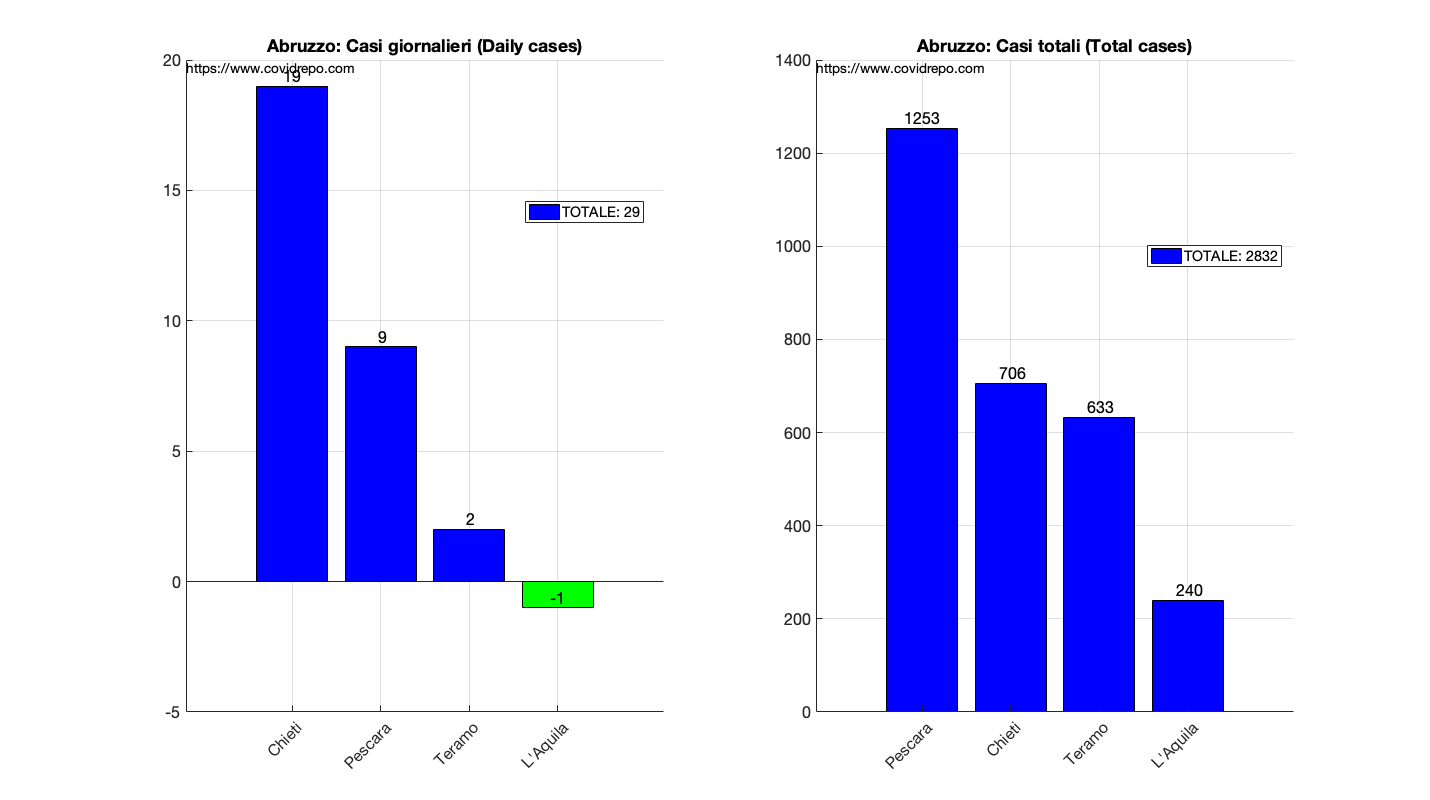 Abruzzo: Casi giornalieri (Daily cases)
https://www.covidrepo.com
20
15
10
5
0
-5
19
9
2
-1
TOTALE: 29
Chieti
Pescara
Teramo
L'Aquila
Abruzzo: Casi totali (Total cases)
https://www.covidrepo.com
1400
1200
1000
800
600
400
200
0
1253
706
633
240
TOTALE: 2832
Pescara
Chieti
Teramo
L'Aquila